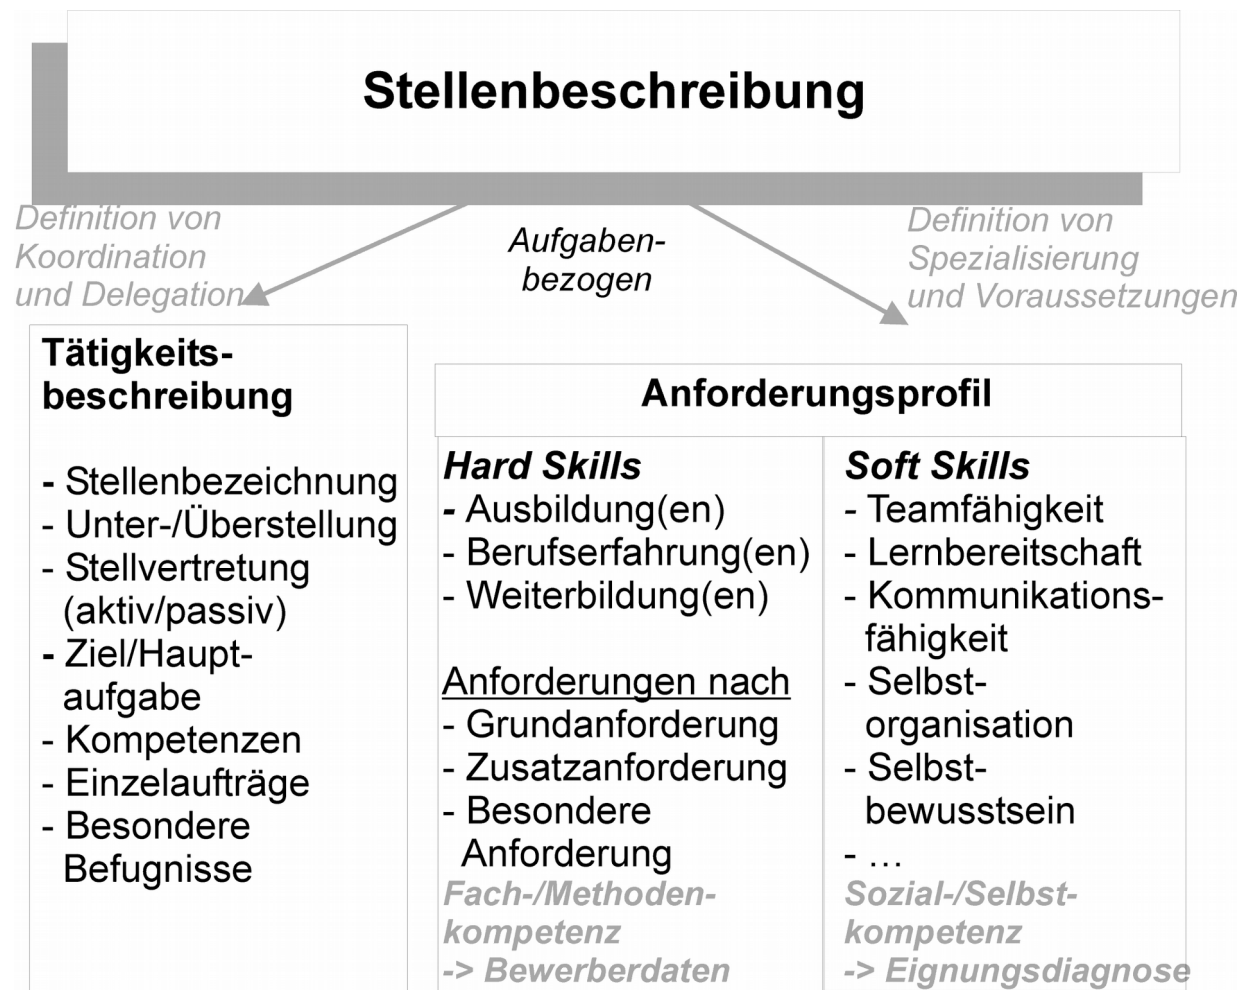 Stellenbeschreibung
Definition von
Koordination
und Delegation
Aufgaben-
bezogen
Definition von
Spezialisierung
und Voraussetzungen
Tätigkeits-
beschreibung
- Stellenbezeichnung
- Unter-/Überstellung
- Stellvertretung
(aktiv/passiv)
- Ziel/Haupt-
aufgabe
- Kompetenzen
- Einzelaufträge
- Besondere
Befugnisse
Anforderungsprofil
Hard Skills
- Ausbildung(en)
- Berufserfahrung(en)
- Weiterbildung(en)
Anforderungen nach
- Grundanforderung
- Zusatzanforderung
- Besondere
Anforderung
Fach-/Methoden-
kompetenz
-> Bewerberdaten
Soft Skills
- Teamfähigkeit
- Lernbereitschaft
- Kommunikations-
fähigkeit
- Selbst-
organisation
- Selbst-
bewusstsein
- …
Sozial-/Selbst-
kompetenz
-> Eignungsdiagnose